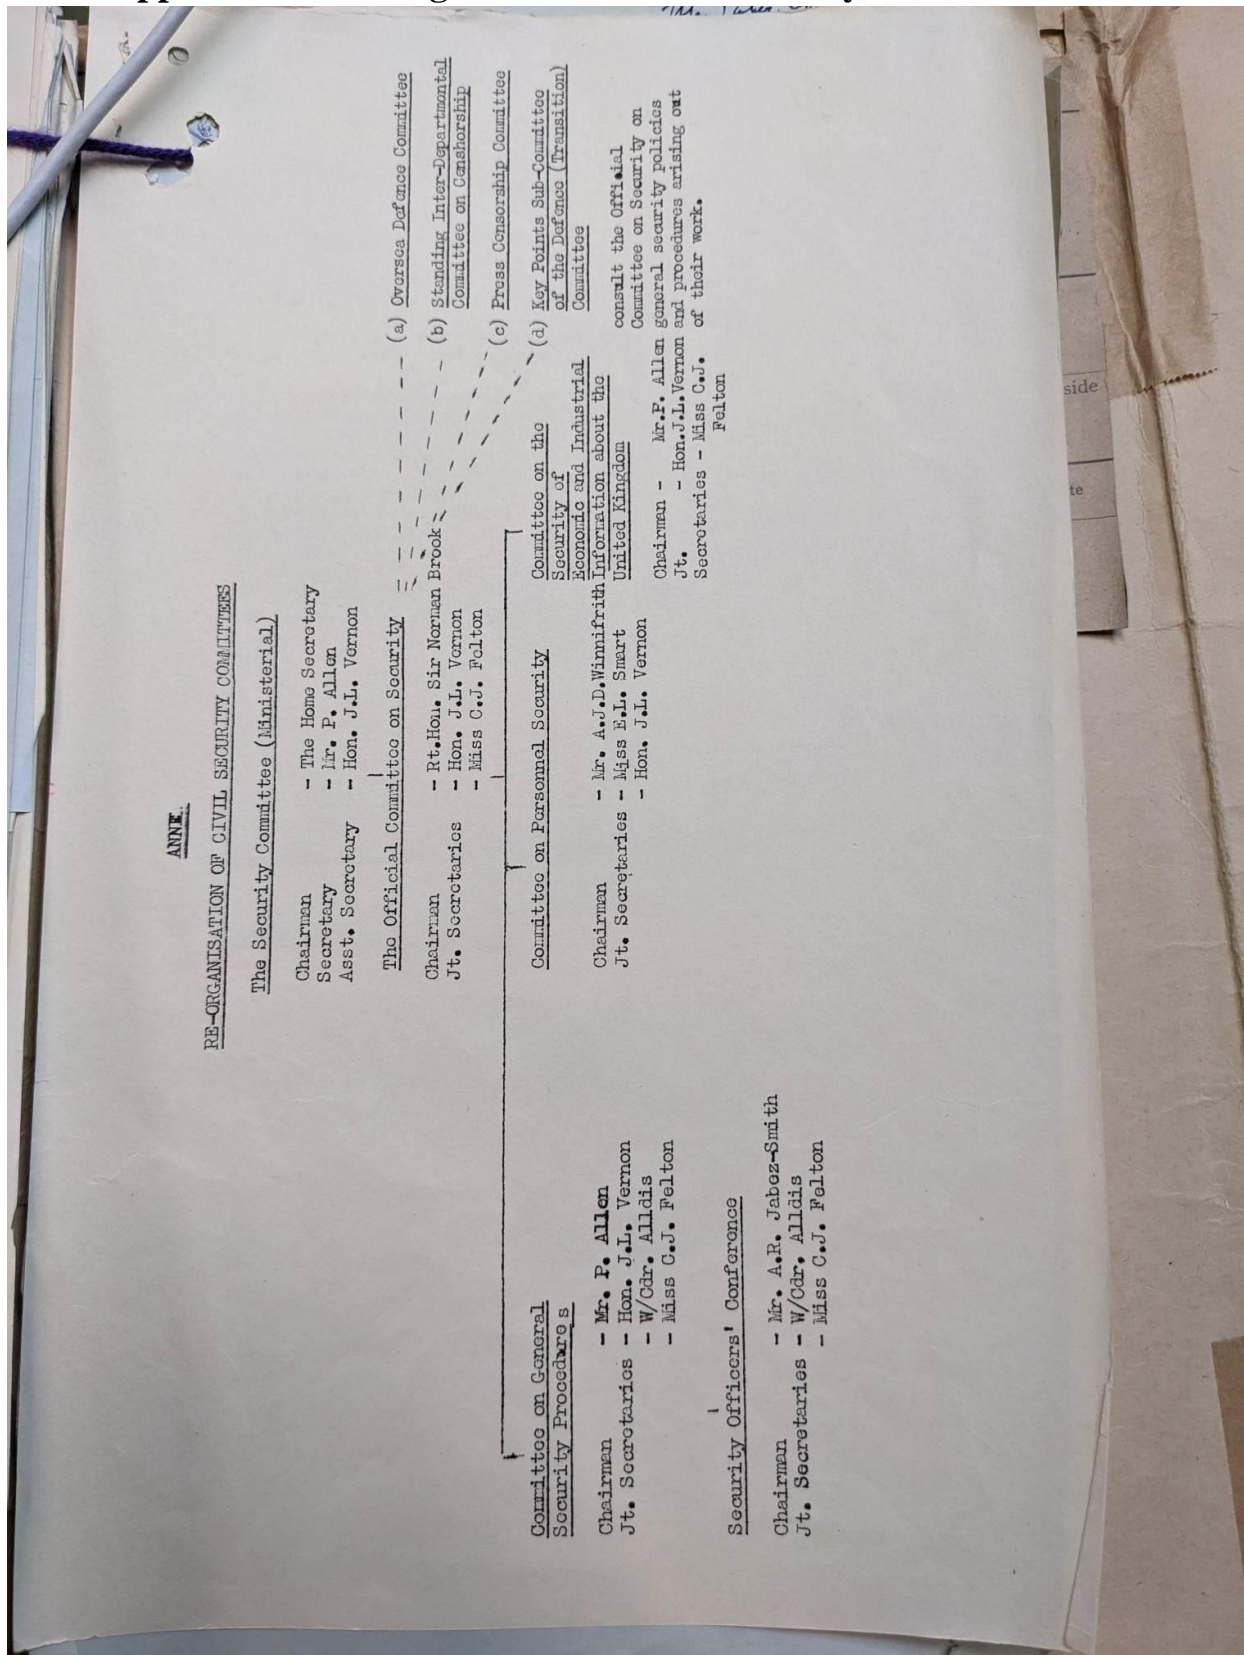 ANNE
RE-ORGANISATION OF CIVIL SECURITY COMMITTEES
The Security Committee (Ministerial)
Chairman - The Home Secretary
Secretary - Mr. P. Allen
Asst. Secretary - Hon. J.L. Vernon
The Official Committee on Security
Chairman - Rt.Hon. Sir Norman Brook
Jt. Secretaries - Hon. J.L. Vernon
- Miss C.J. Felton
(a) Oversea Defence Committee
(b) Standing Inter-Departmental
Committee on Censhorship
(c) Press Censorship Committee
(d) Key Points Sub-Committee
of the Defence (Transition)
Committee
consult the Official
Committee on Security on
general security policies
and procedures arising out
of their work.
Committee on General
Security Procedures
Chairman - Mr. P. Allen
Jt. Secretaries - Hon. J.L. Vernon
- W/Cdr. Alldis
- Miss C.J. Felton
Security Officers' Conference
Chairman - Mr. A.R. Jabez-Smith
Jt. Secretaries - W/Cdr. Alldis
- Miss C.J. Felton
Committee on Personnel Security
Chairman - Mr. A.J.D.Winnifrith
Jt. Secretaries - Miss E.L. Smart
- Hon. J.L. Vernon
Committee on the
Security of
Economic and Industrial
Information about the
United Kingdom
Chairman - Mr.P. Allen
Jt. - Hon.J.L.Vernon
Secretaries - Miss C.J.
Felton
side
te